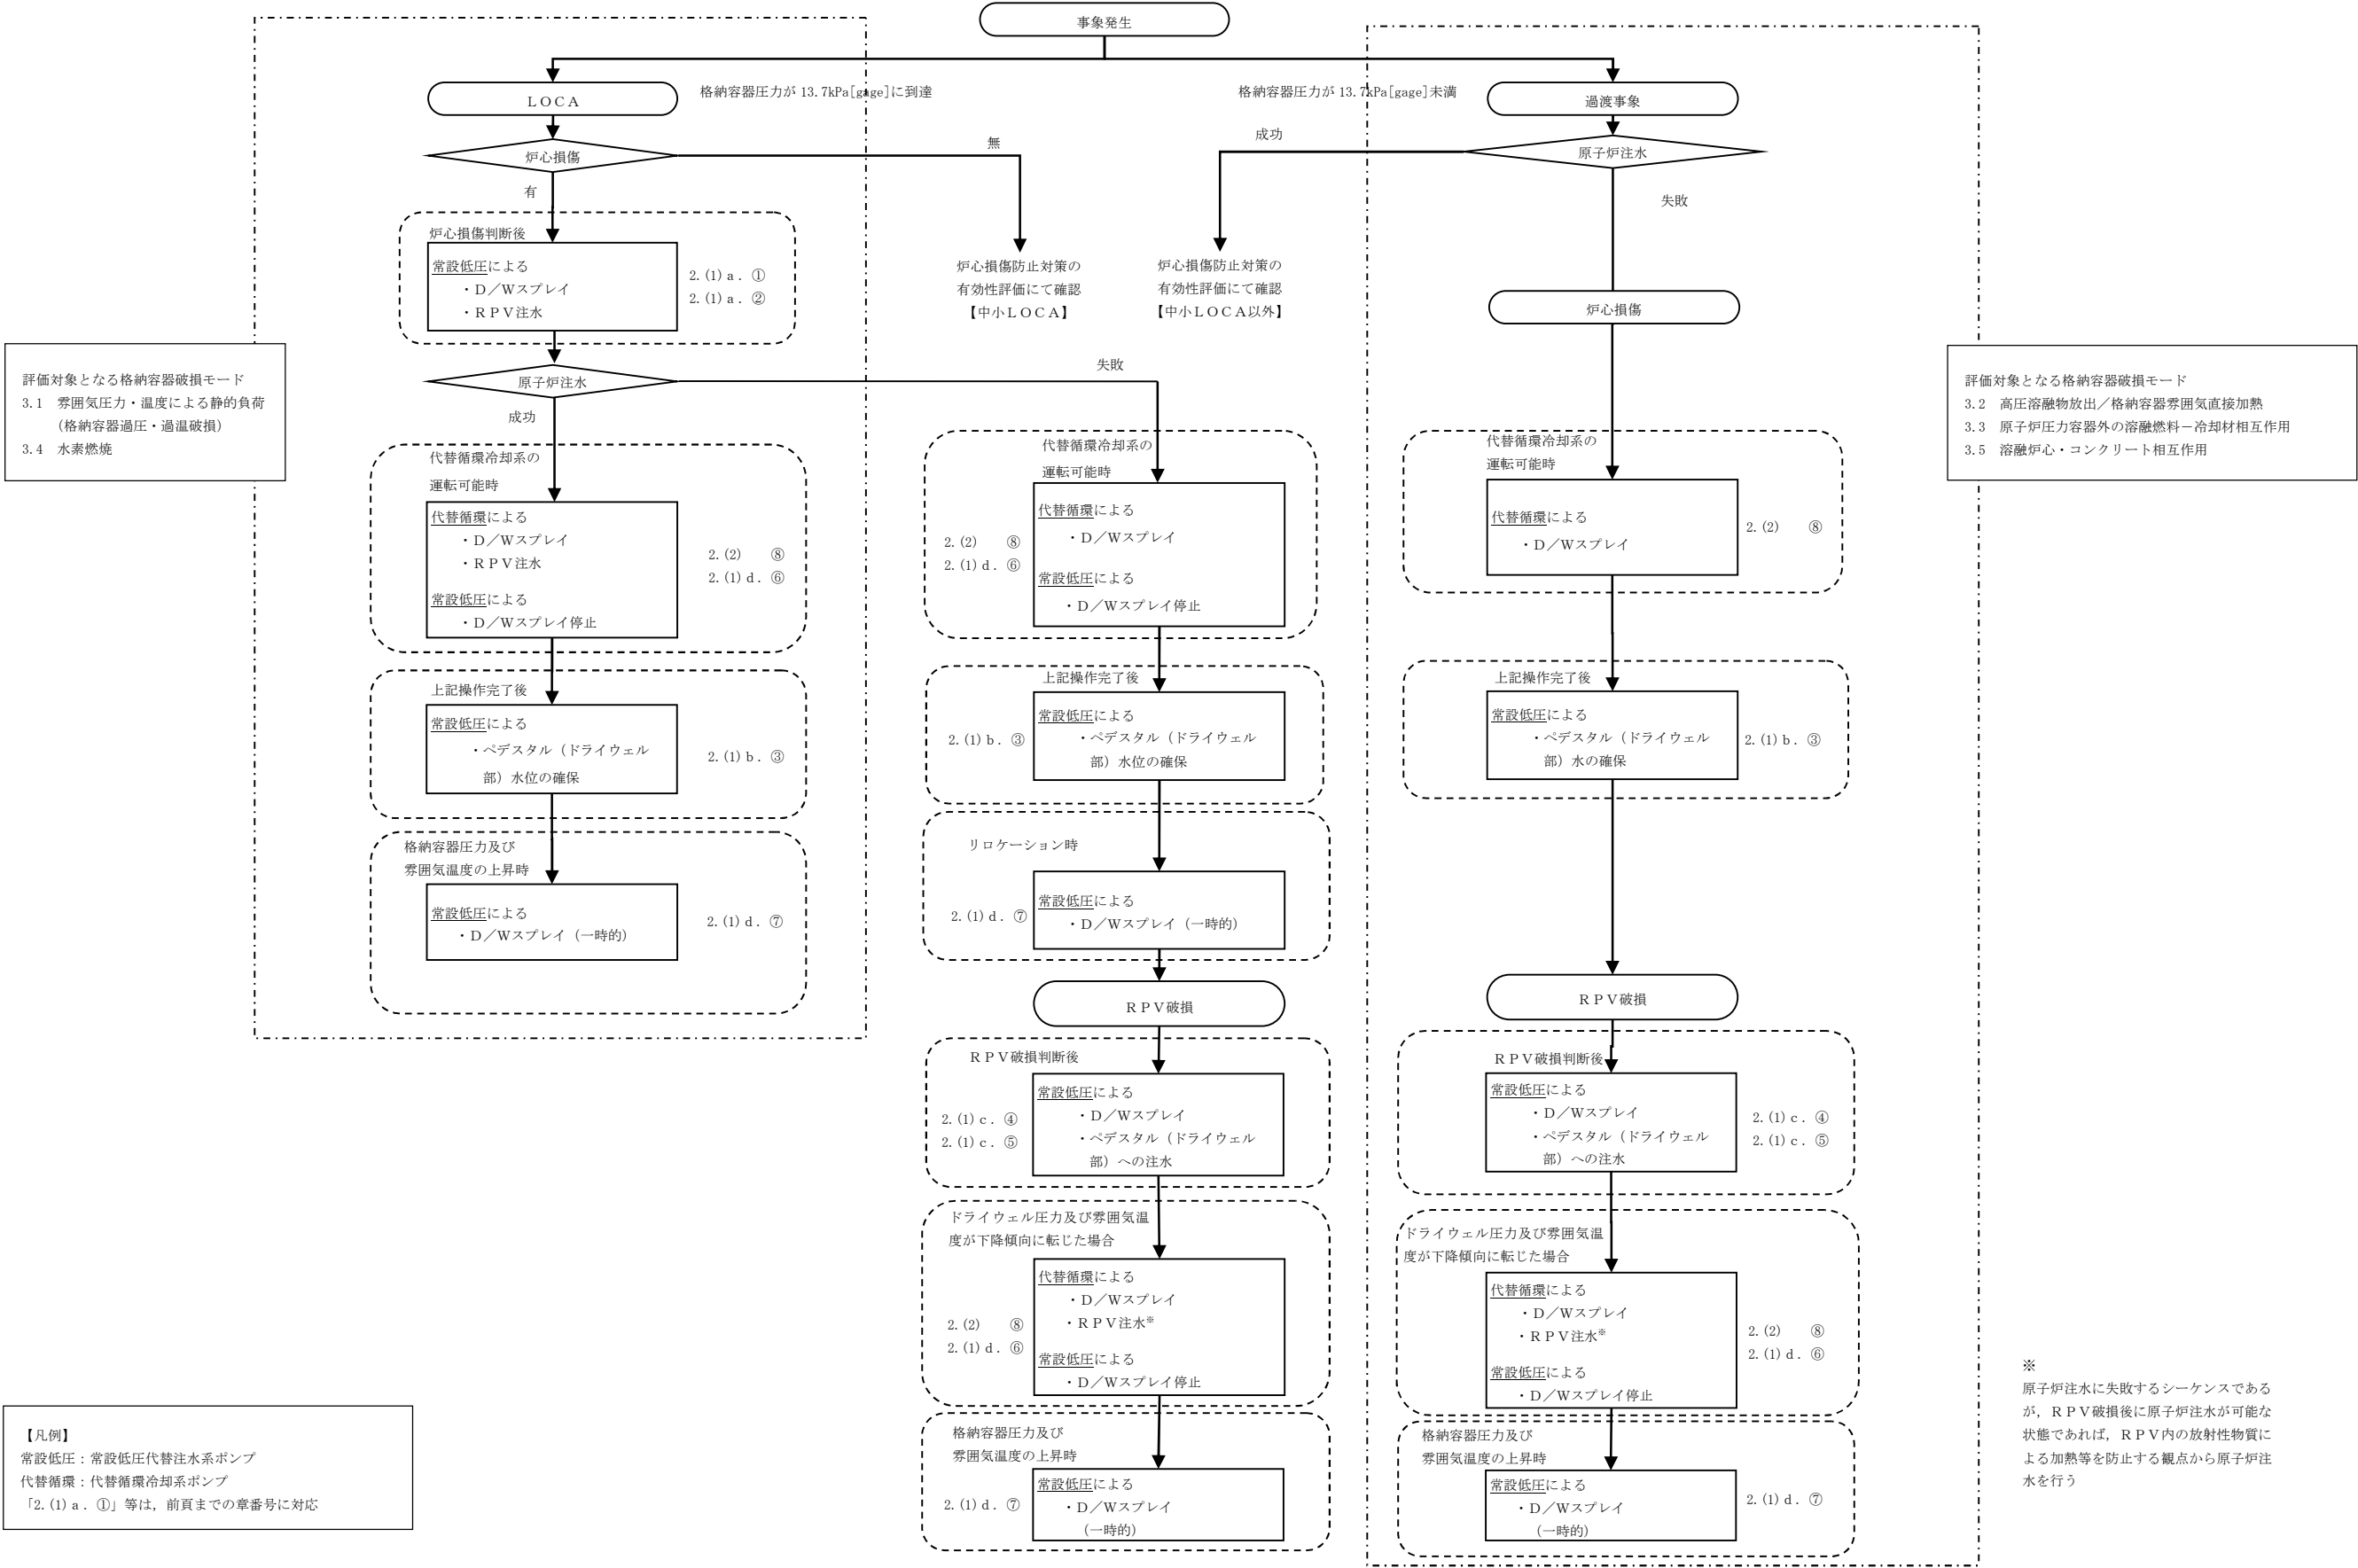 事象発生
LOCA
格納容器圧力が 13.7kPa[gage]に到達
格納容器圧力が 13.7kPa[gage]未満
過渡事象
炉心損傷
無
有
成功
原子炉注水
失敗
炉心損傷判断後
常設低圧による
・D/Wスプレイ
・RPV注水
2.(1)a. ①
2.(1)a. ②
炉心損傷防止対策の
有効性評価にて確認
【中小LOCA】
炉心損傷防止対策の
有効性評価にて確認
【中小LOCA以外】
炉心損傷
評価対象となる格納容器破損モード
3.1 雰囲気圧力・温度による静的負荷
(格納容器過圧・過温破損)
3.4 水素燃焼
評価対象となる格納容器破損モード
3.2 高圧溶融物放出/格納容器雰囲気直接加熱
3.3 原子炉圧力容器外の溶融燃料-冷却材相互作用
3.5 溶融炉心・コンクリート相互作用
原子炉注水
失敗
成功
代替循環冷却系の
運転可能時
代替循環による
・D/Wスプレイ
・RPV注水
常設低圧による
・D/Wスプレイ停止
2.(2) ⑧
2.(1)d. ⑥
上記操作完了後
常設低圧による
・ペデスタル(ドライウェル
部)水位の確保
2.(1)b. ③
格納容器圧力及び
雰囲気温度の上昇時
常設低圧による
・D/Wスプレイ(一時的)
2.(1)d. ⑦
代替循環冷却系の
運転可能時
代替循環による
・D/Wスプレイ
常設低圧による
・D/Wスプレイ停止
2.(2) ⑧
2.(1)d. ⑥
上記操作完了後
常設低圧による
・ペデスタル(ドライウェル
部)水位の確保
2.(1)b. ③
リロケーション時
常設低圧による
・D/Wスプレイ(一時的)
2.(1)d. ⑦
RPV破損
RPV破損判断後
常設低圧による
・D/Wスプレイ
・ペデスタル(ドライウェル
部)への注水
2.(1)c. ④
2.(1)c. ⑤
ドライウェル圧力及び雰囲気温
度が下降傾向に転じた場合
代替循環による
・D/Wスプレイ
・RPV注水※
常設低圧による
・D/Wスプレイ停止
2.(2) ⑧
2.(1)d. ⑥
格納容器圧力及び
雰囲気温度の上昇時
常設低圧による
・D/Wスプレイ
(一時的)
2.(1)d. ⑦
代替循環冷却系の
運転可能時
代替循環による
・D/Wスプレイ
2.(2) ⑧
上記操作完了後
常設低圧による
・ペデスタル(ドライウェル
部)水の確保
2.(1)b. ③
RPV破損
RPV破損判断後
常設低圧による
・D/Wスプレイ
・ペデスタル(ドライウェル
部)への注水
2.(1)c. ④
2.(1)c. ⑤
ドライウェル圧力及び雰囲気温
度が下降傾向に転じた場合
代替循環による
・D/Wスプレイ
・RPV注水※
常設低圧による
・D/Wスプレイ停止
2.(2) ⑧
2.(1)d. ⑥
格納容器圧力及び
雰囲気温度の上昇時
常設低圧による
・D/Wスプレイ
(一時的)
2.(1)d. ⑦
※
原子炉注水に失敗するシーケンスである
が,RPV破損後に原子炉注水が可能な
状態であれば,RPV内の放射性物質に
よる加熱等を防止する観点から原子炉注
水を行う
【凡例】
常設低圧:常設低圧代替注水系ポンプ
代替循環:代替循環冷却系ポンプ
「2.(1)a. ①」等は,前頁までの章番号に対応